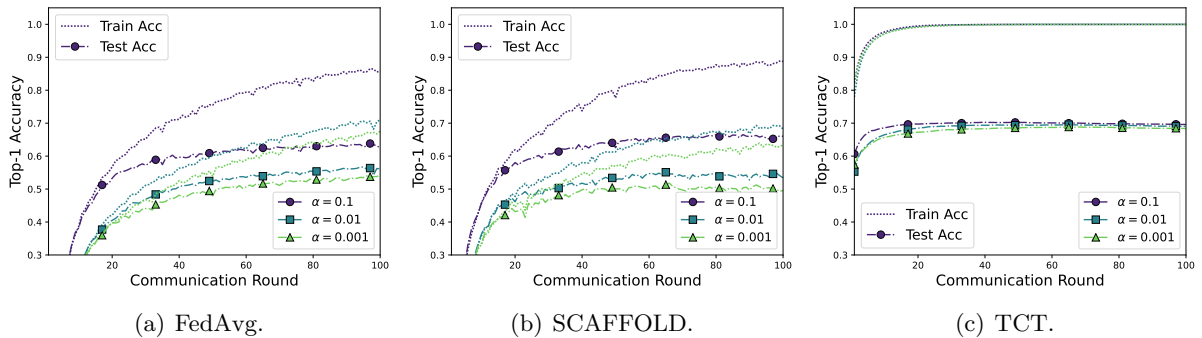 1.0
0.9
0.8
0.7
0.6
0.5
0.4
0.3
Top-1 Accuracy
Train Acc
Test Acc
α = 0.1
α = 0.01
α = 0.001
20 40 60 80 100
Communication Round
(a) FedAvg.
1.0
0.9
0.8
0.7
0.6
0.5
0.4
0.3
Top-1 Accuracy
Train Acc
Test Acc
α = 0.1
α = 0.01
α = 0.001
20 40 60 80 100
Communication Round
(b) SCAFFOLD.
1.0
0.9
0.8
0.7
0.6
0.5
0.4
0.3
Top-1 Accuracy
Train Acc
Test Acc
α = 0.1
α = 0.01
α = 0.001
20 40 60 80 100
Communication Round
(c) TCT.